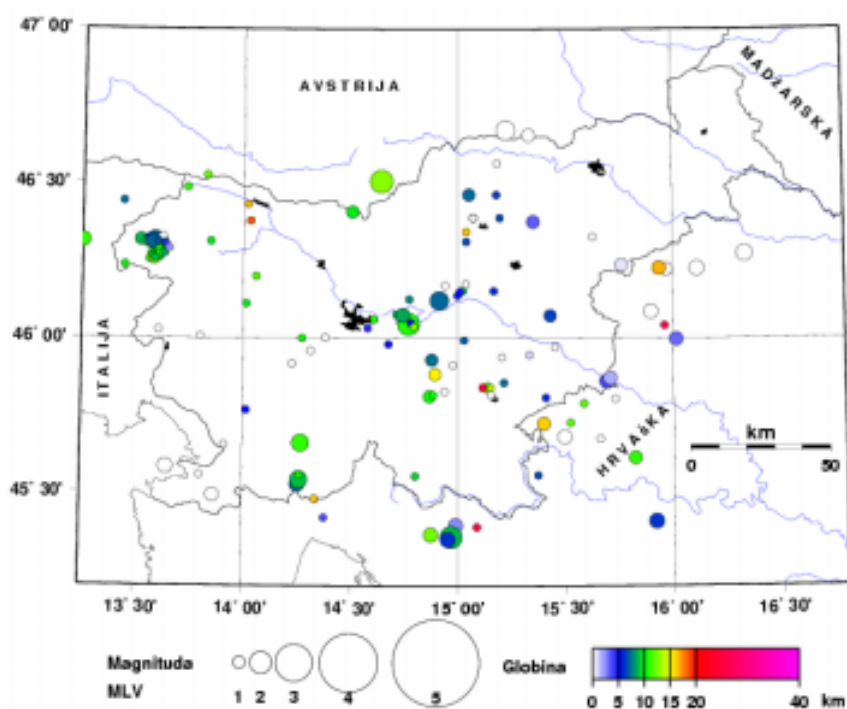 47° 00'
AVSTRIJA
MADžARSKA
46° 30'
46° 00'
ITALIJA
HRVAšKA
km
0 50
45° 30'
13° 30' 14° 00' 14° 30' 15° 00' 15° 30' 16° 00' 16° 30'
Magnituda
MLV
1 2 3 4 5
Globina
0 5 10 15 20 40 km